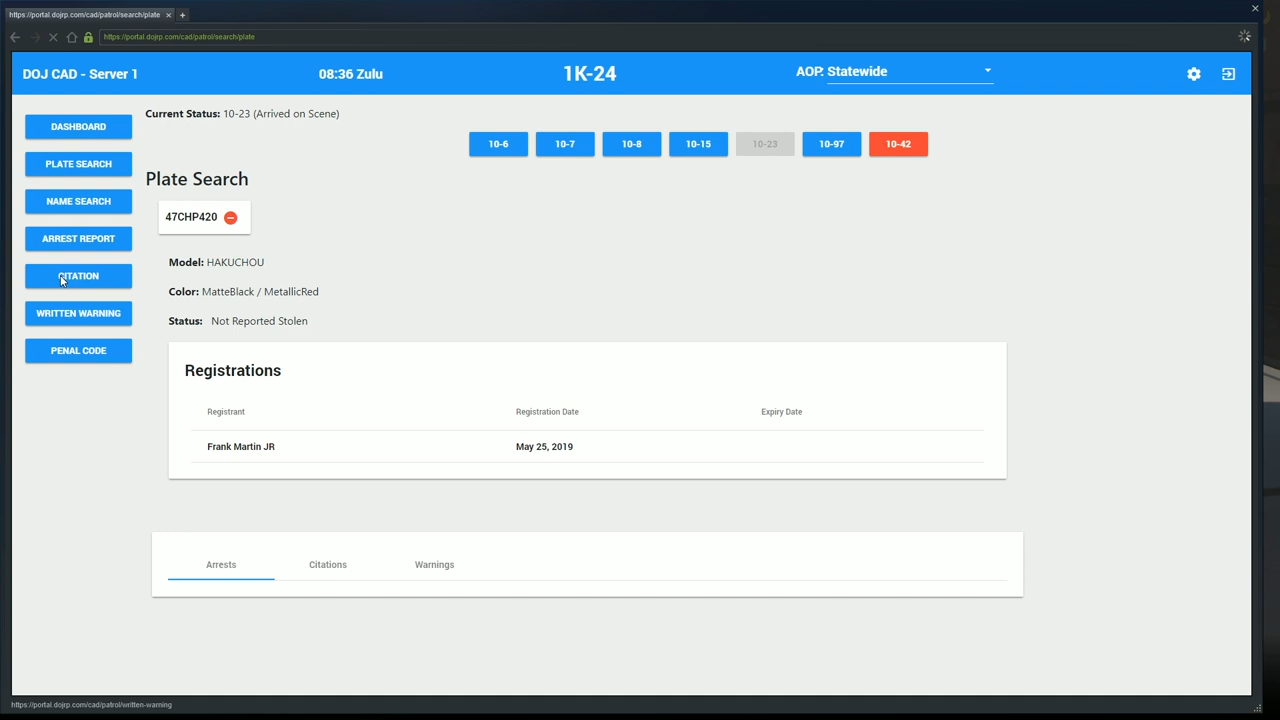 https://portal.dojrp.com/cad/patrol/search/plate
https://portal.dojrp.com/cad/patrol/search/plate
DOJ CAD - Server 1 08:36 Zulu 1K-24 AOP: Statewide
Current Status: 10-23 (Arrived on Scene)
DASHBOARD
10-6 10-7 10-8 10-15 10-23 10-97 10-42
PLATE SEARCH
Plate Search
NAME SEARCH
47CHP420
ARREST REPORT
Model: HAKUCHOU
CITATION
Color: MatteBlack / MetallicRed
WRITTEN WARNING
Status: Not Reported Stolen
PENAL CODE
Registrations
Registrant Registration Date Expiry Date
Frank Martin JR May 25, 2019
Arrests Citations Warnings
https://portal.dojrp.com/cad/patrol/written-warning